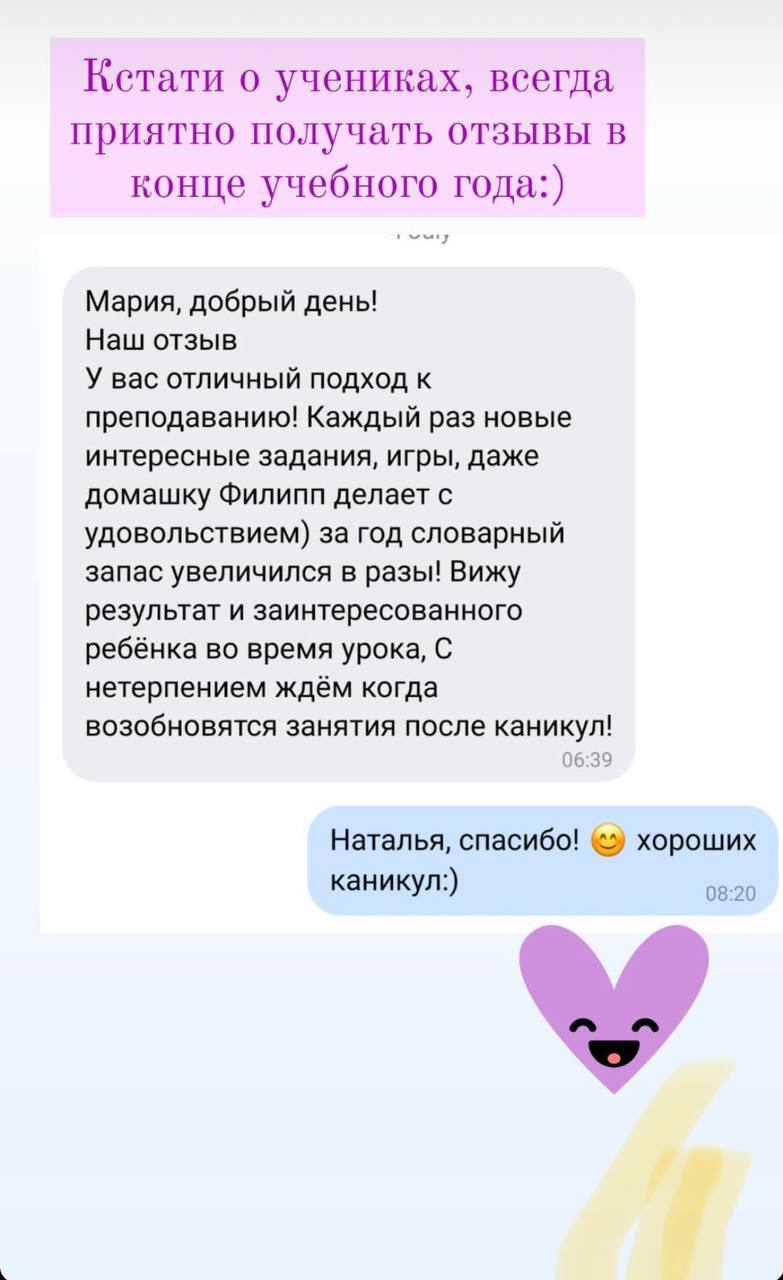 Кстати о учениках, всегда
приятно получать отзывы в
конце учебного года:)
Мария, добрый день!
Наш отзыв
У вас отличный подход к
преподаванию! Каждый раз новые
интересные задания, игры, даже
домашку Филипп делает с
удовольствием) за год словарный
запас увеличился в разы! Вижу
результат и заинтересованного
ребёнка во время урока, С
нетерпением ждём когда
возобновятся занятия после каникул!
06:39
Наталья, спасибо! 😊 хороших
каникул:)
08:20